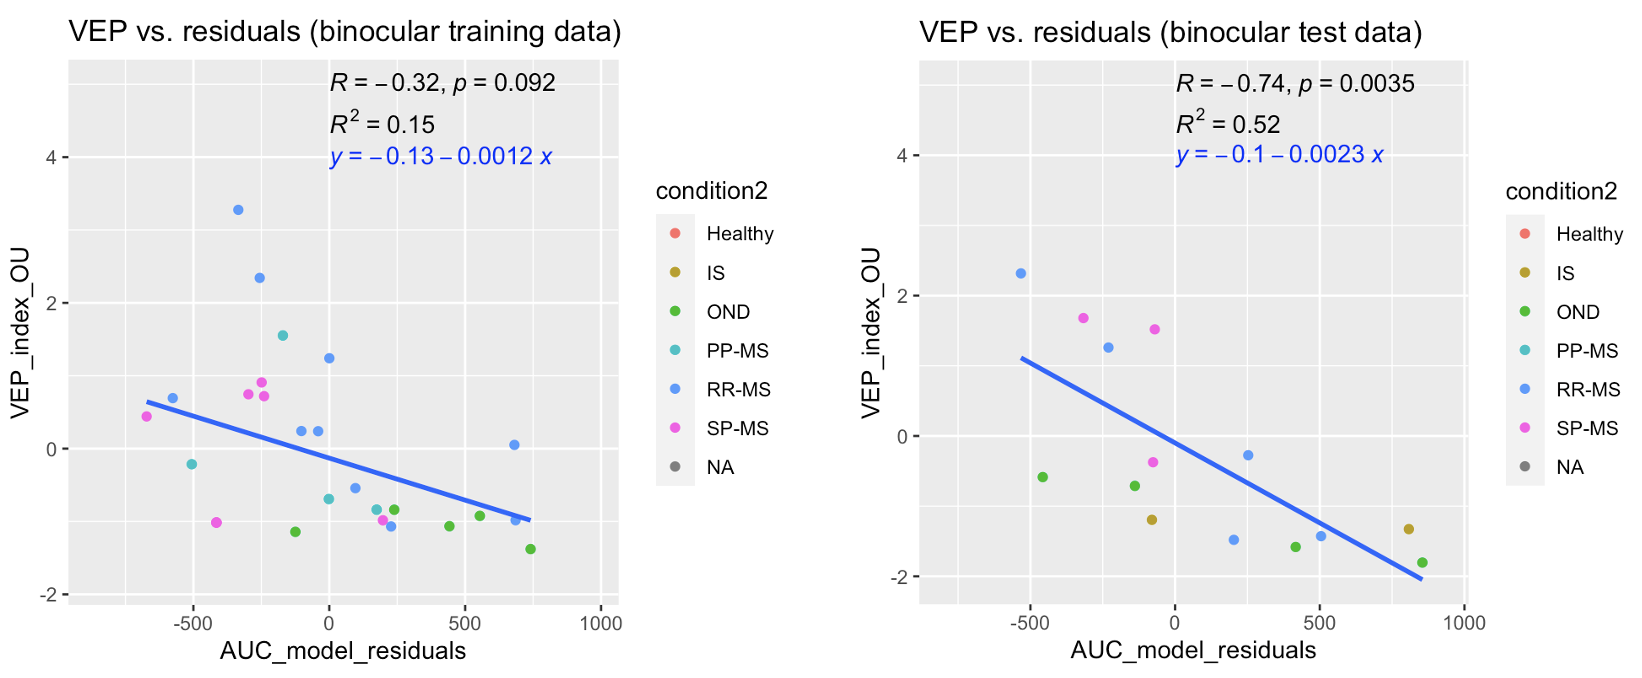 VEP vs. residuals (binocular training data)
R = −0.32, p = 0.092
R² = 0.15
y = −0.13 − 0.0012 x
4
2
0
-2
VEP_index_OU
-500
0
500
1000
AUC_model_residuals
condition2
Healthy
IS
OND
PP-MS
RR-MS
SP-MS
NA
VEP vs. residuals (binocular test data)
R = −0.74, p = 0.0035
R² = 0.52
y = −0.1 − 0.0023 x
4
2
0
-2
VEP_index_OU
-500
0
500
1000
AUC_model_residuals
condition2
Healthy
IS
OND
PP-MS
RR-MS
SP-MS
NA